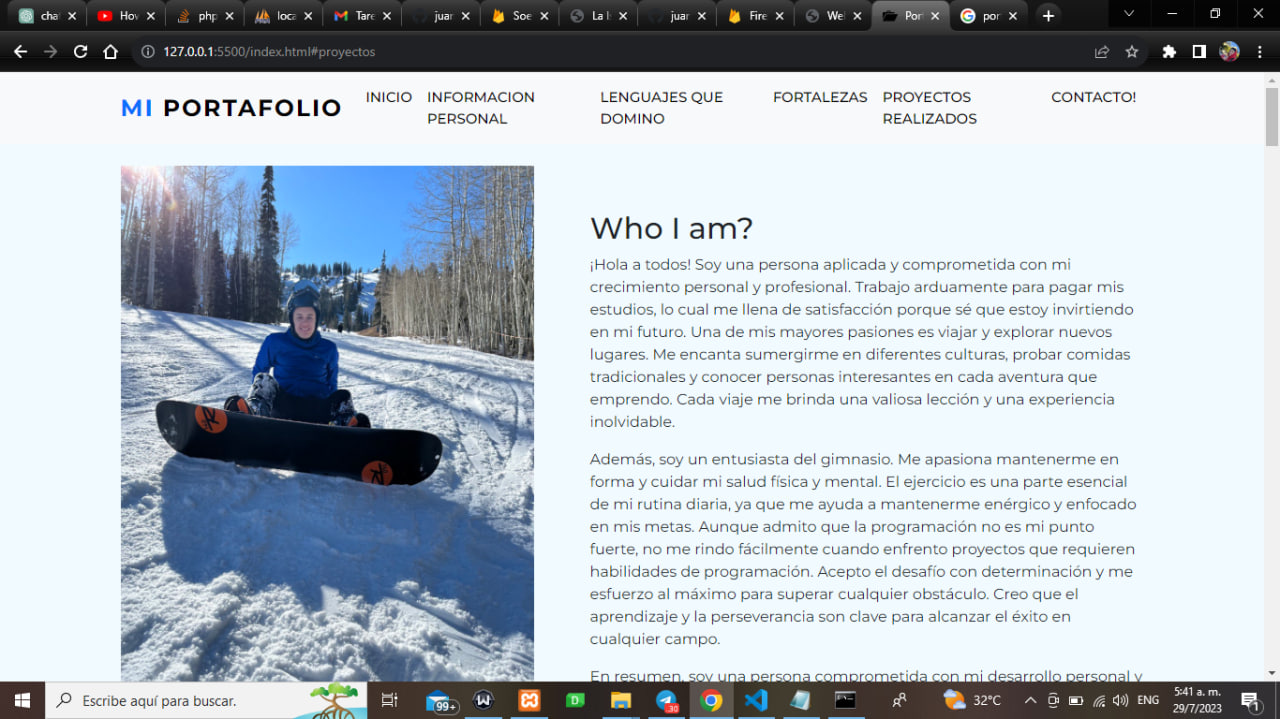 chat
How
php
loca
Tare
juar
Soe
La Is
juar
Fire
Wel
Por
por
127.0.0.1:5500/index.html#proyectos
MI PORTAFOLIO
INICIO
INFORMACION
PERSONAL
LENGUAJES QUE
DOMINO
FORTALEZAS
PROYECTOS
REALIZADOS
CONTACTO!
Who I am?
¡Hola a todos! Soy una persona aplicada y comprometida con mi
crecimiento personal y profesional. Trabajo arduamente para pagar mis
estudios, lo cual me llena de satisfacción porque sé que estoy invirtiendo
en mi futuro. Una de mis mayores pasiones es viajar y explorar nuevos
lugares. Me encanta sumergirme en diferentes culturas, probar comidas
tradicionales y conocer personas interesantes en cada aventura que
emprendo. Cada viaje me brinda una valiosa lección y una experiencia
inolvidable.
Además, soy un entusiasta del gimnasio. Me apasiona mantenerme en
forma y cuidar mi salud física y mental. El ejercicio es una parte esencial
de mi rutina diaria, ya que me ayuda a mantenerme enérgico y enfocado
en mis metas. Aunque admito que la programación no es mi punto
fuerte, no me rindo fácilmente cuando enfrento proyectos que requieren
habilidades de programación. Acepto el desafío con determinación y me
esfuerzo al máximo para superar cualquier obstáculo. Creo que el
aprendizaje y la perseverancia son clave para alcanzar el éxito en
cualquier campo.
En resumen, soy una persona comprometida con mi desarrollo personal y
Escribe aquí para buscar.
99+
30
32°C
ENG
5:41 a. m.
29/7/2023
1